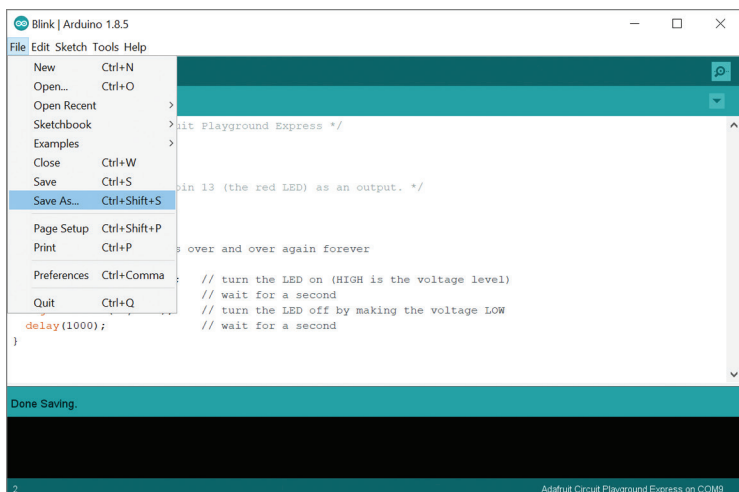 Blink | Arduino 1.8.5
File Edit Sketch Tools Help
New Ctrl+N
Open... Ctrl+O
Open Recent
Sketchbook
Examples
Close Ctrl+W
Save Ctrl+S
Save As... Ctrl+Shift+S
Page Setup Ctrl+Shift+P
Print Ctrl+P
Preferences Ctrl+Comma
Quit Ctrl+Q
Playground Express */
in 13 (the red LED) as an output. */
over and over again forever
; // turn the LED on (HIGH is the voltage level)
// wait for a second
// turn the LED off by making the voltage LOW
delay(1000); // wait for a second
}
Done Saving.
2
Adafruit Circuit Playground Express on COM9